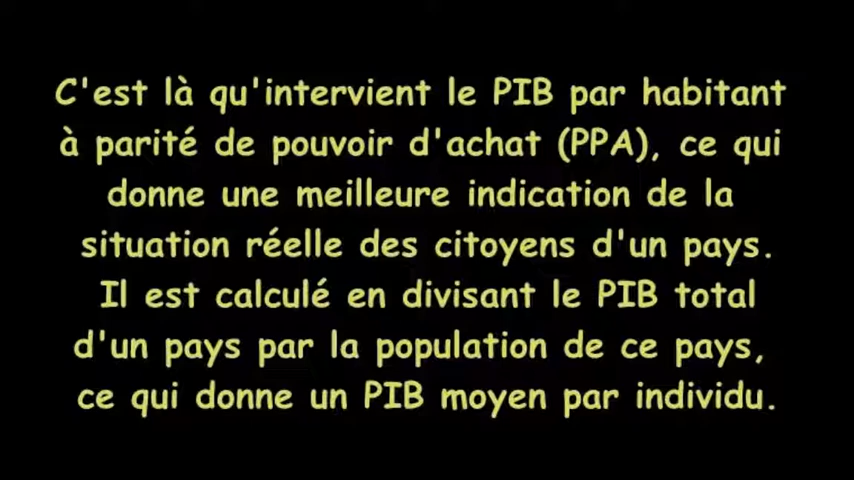 C'est là qu'intervient le PIB par habitant
à parité de pouvoir d'achat (PPA), ce qui
donne une meilleure indication de la
situation réelle des citoyens d'un pays.
Il est calculé en divisant le PIB total
d'un pays par la population de ce pays,
ce qui donne un PIB moyen par individu.